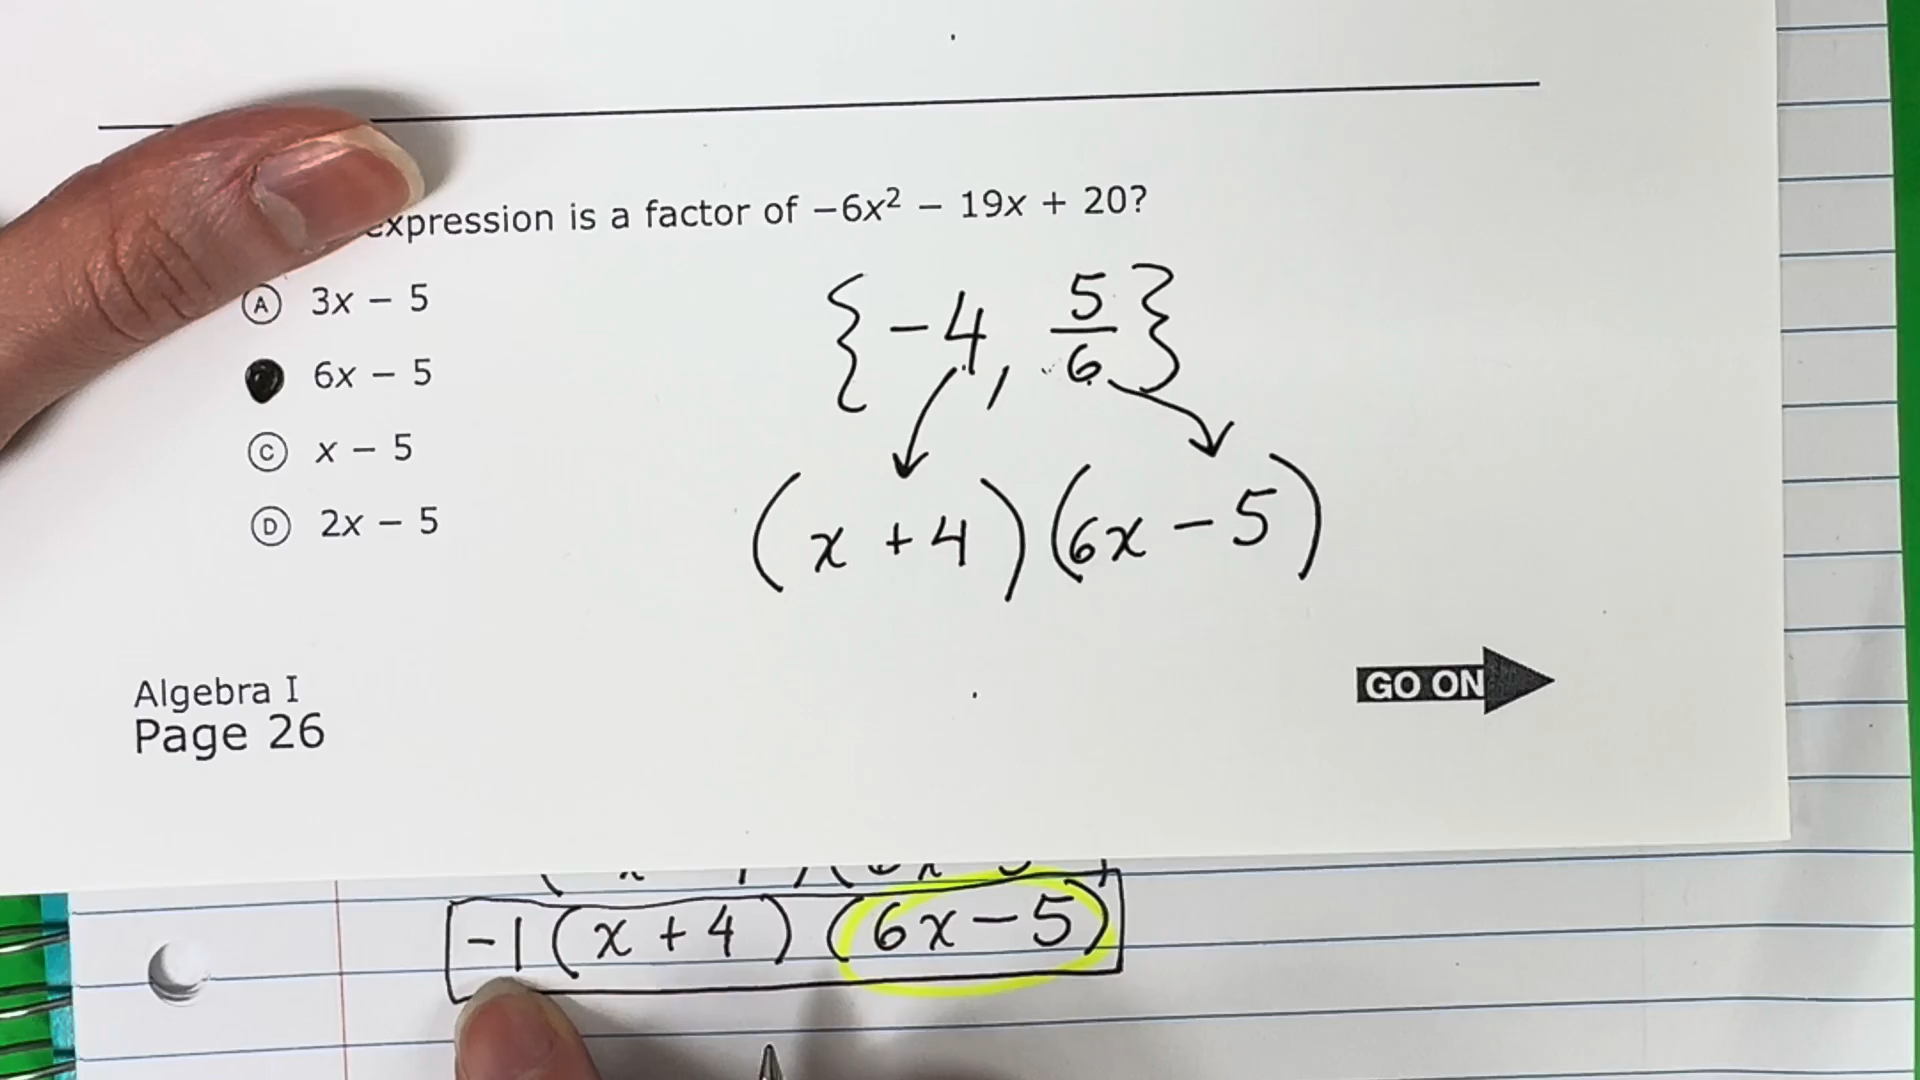 expression is a factor of −6x² − 19x + 20?
A 3x − 5
6x − 5
C x − 5
D 2x − 5
{−4, 5/6}
(x + 4)(6x − 5)
Algebra I
Page 26
GO ON
−1(x + 4)(6x − 5)